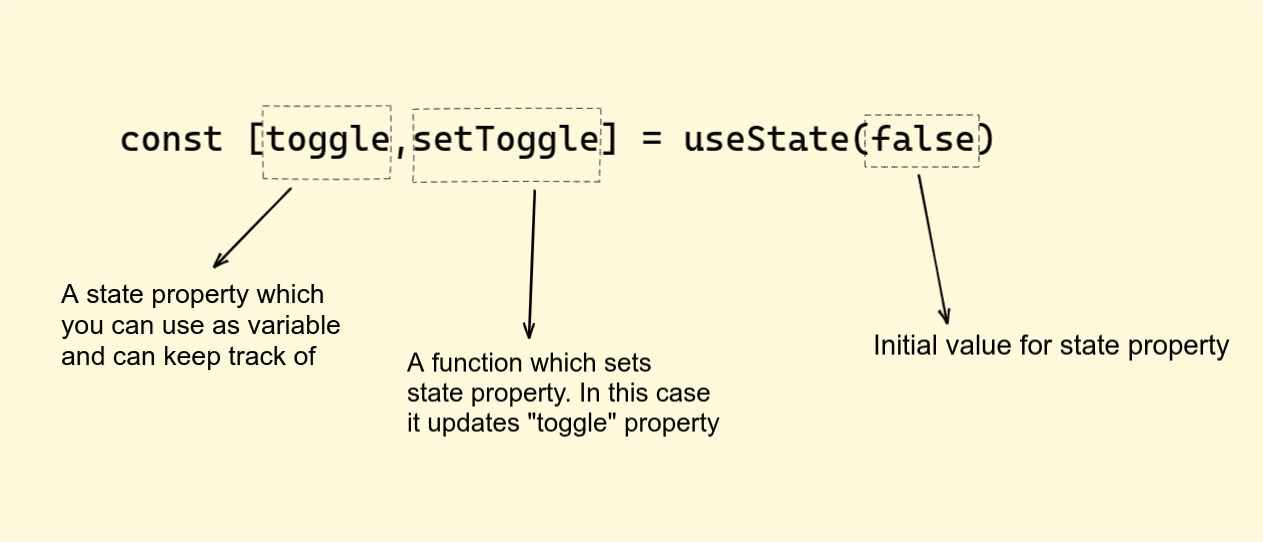 const [toggle,setToggle] = useState(false)
A state property which
you can use as variable
and can keep track of
A function which sets
state property. In this case
it updates "toggle" property
Initial value for state property